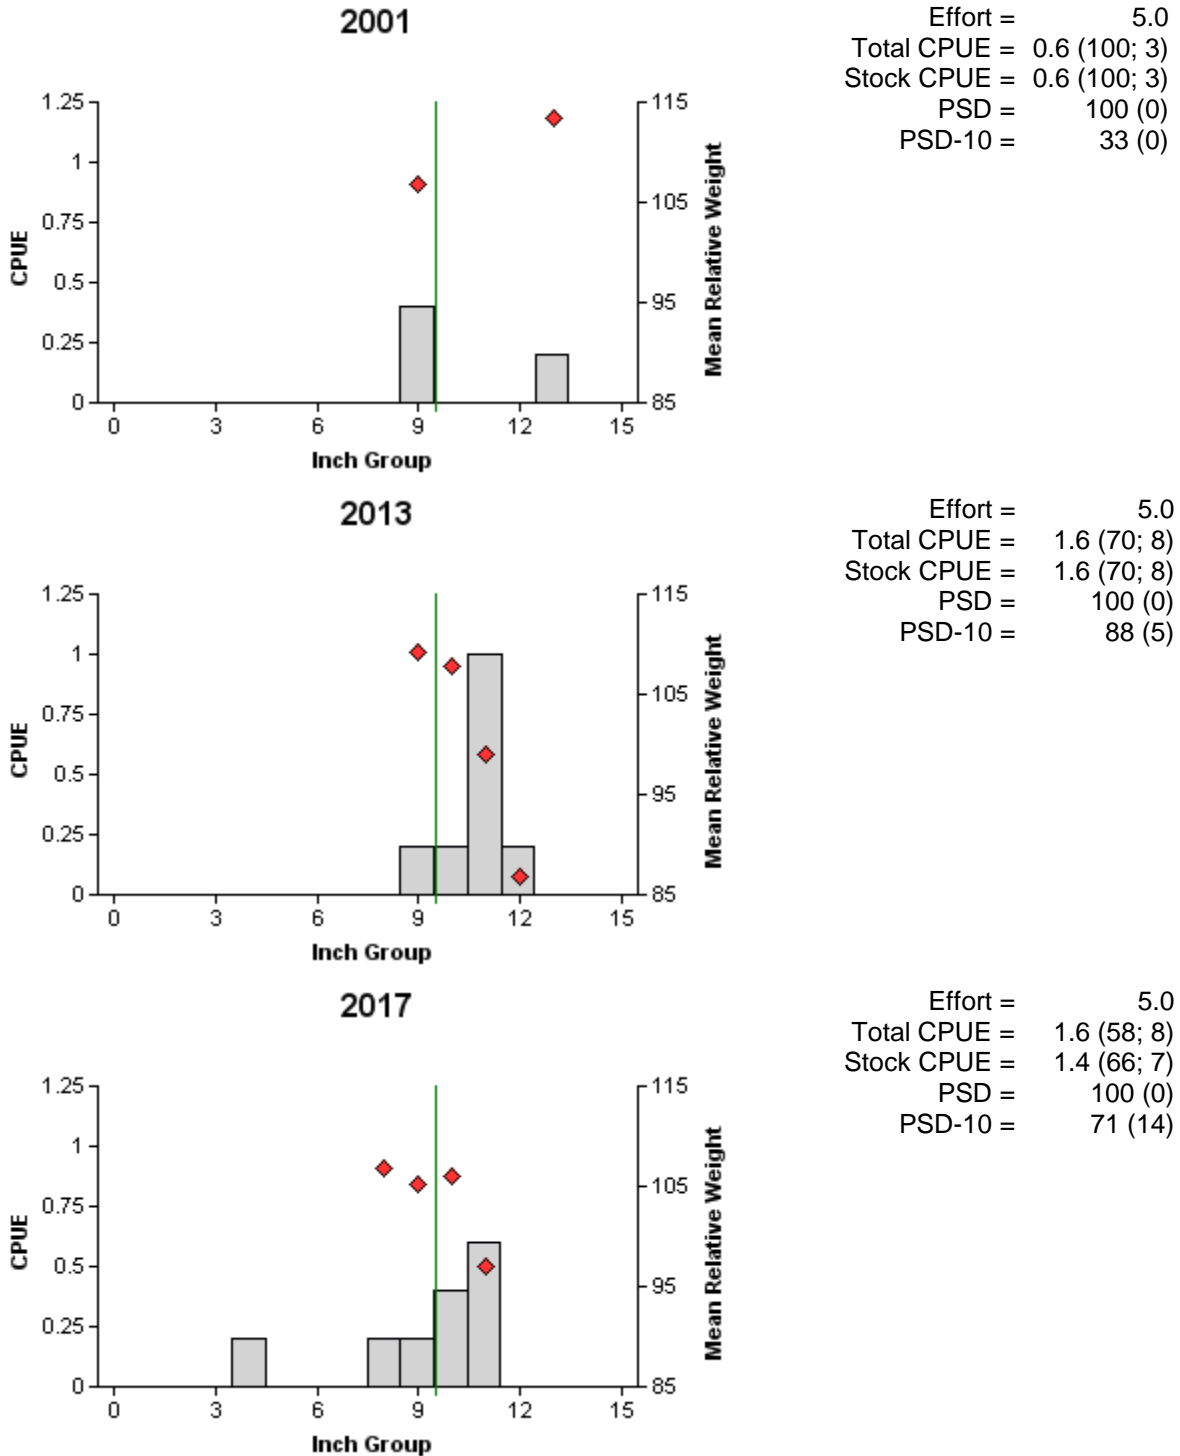 2001
Effort = 5.0
Total CPUE = 0.6 (100; 3)
Stock CPUE = 0.6 (100; 3)
PSD = 100 (0)
PSD-10 = 33 (0)
1.25
1
0.75
0.5
0.25
0
CPUE
115
105
95
85
Mean Relative Weight
0 3 6 9 12 15
Inch Group
2013
Effort = 5.0
Total CPUE = 1.6 (70; 8)
Stock CPUE = 1.6 (70; 8)
PSD = 100 (0)
PSD-10 = 88 (5)
1.25
1
0.75
0.5
0.25
0
CPUE
115
105
95
85
Mean Relative Weight
0 3 6 9 12 15
Inch Group
2017
Effort = 5.0
Total CPUE = 1.6 (58; 8)
Stock CPUE = 1.4 (66; 7)
PSD = 100 (0)
PSD-10 = 71 (14)
1.25
1
0.75
0.5
0.25
0
CPUE
115
105
95
85
Mean Relative Weight
0 3 6 9 12 15
Inch Group